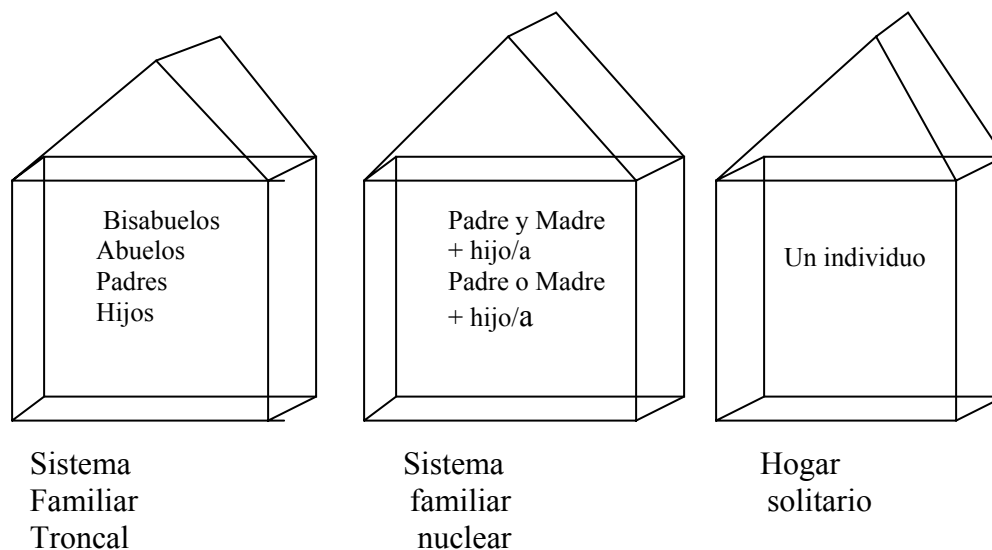 Bisabuelos
Abuelos
Padres
Hijos
Padre y Madre
+ hijo/a
Padre o Madre
+ hijo/a
Un individuo
Sistema
Familiar
Troncal
Sistema
familiar
nuclear
Hogar
solitario